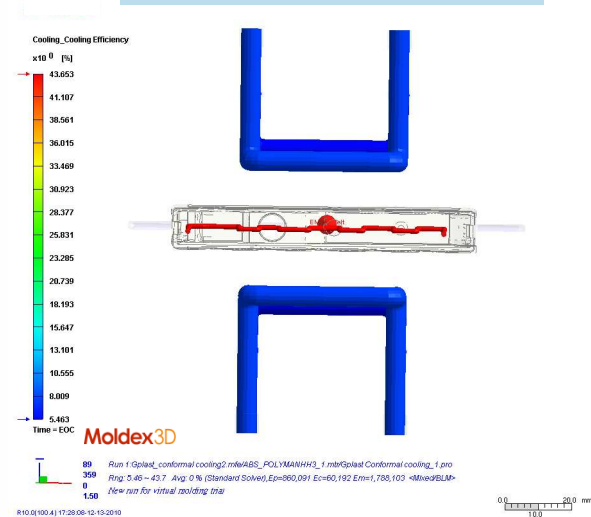 Cooling_Cooling Efficiency
x10 0 [%]
43.653
41.107
38.561
36.015
33.469
30.923
28.377
25.831
23.285
20.739
18.193
15.647
13.101
10.555
8.009
5.463
Time = EOC
Moldex3D
89 Run 1:Gplast_conformal cooling2.mfe/ABS_POLYMANHH3_1.mtr/Gplast Conformal cooling_1.pro
359 Rng: 5.46 ~ 43.7 Avg: 0 % (Standard Solver),Ep=860,091 Ec=60,192 Em=1,788,103 <Mixed/BLM>
0 New run for virtual molding trial
1.50
0.0 20.0 mm
10.0
R10.0[100.4] 17:28:08-12-13-2010